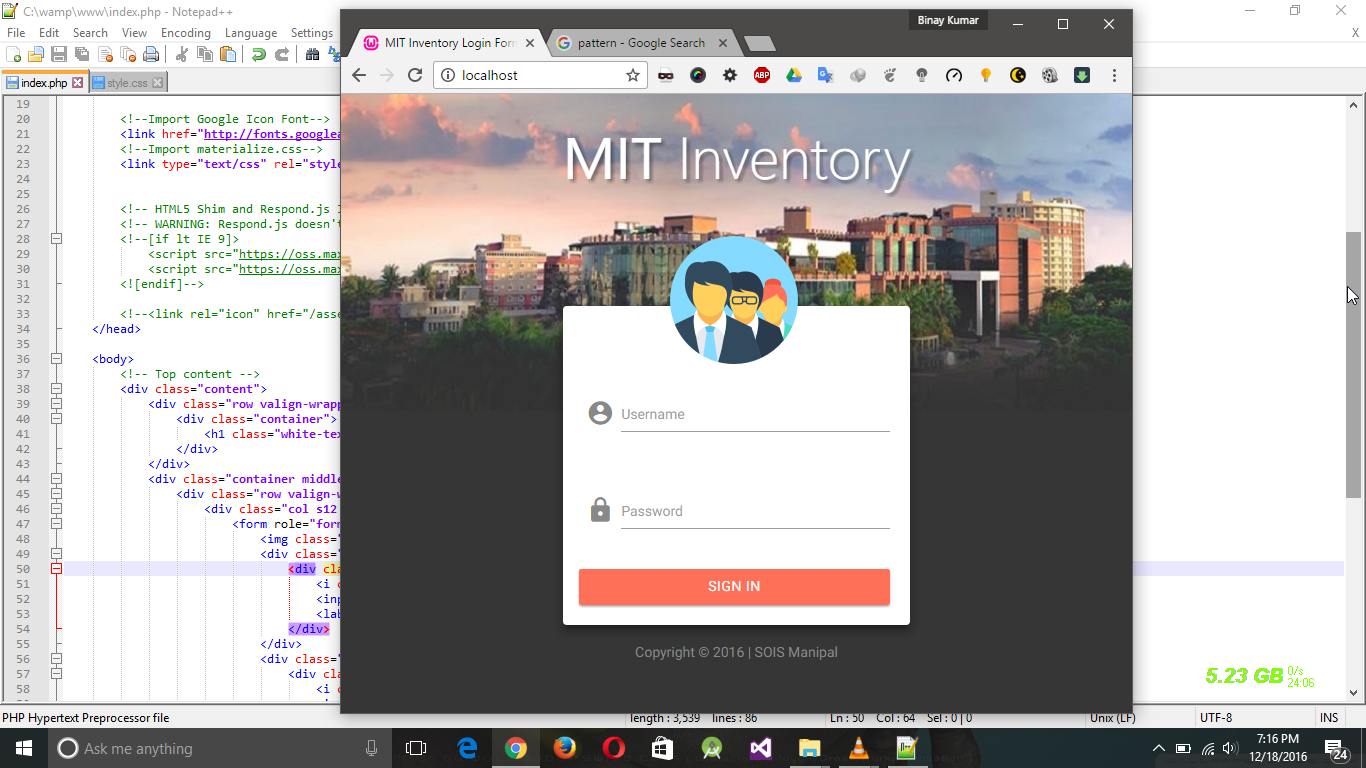 C:\wamp\www\index.php - Notepad++
File Edit Search View Encoding Language Settings
X
index.php
style.css
19
20 <!--Import Google Icon Font-->
21 <link href="http://fonts.googlea
22 <!--Import materialize.css-->
23 <link type="text/css" rel="style
24
25
26 <!-- HTML5 Shim and Respond.js I
27 <!-- WARNING: Respond.js doesn't
28 <!--[if lt IE 9]>
29 <script src="https://oss.max
30 <script src="https://oss.max
31 <![endif]-->
32
33 <!--<link rel="icon" href="/asse
34 </head>
35
36 <body>
37 <!-- Top content -->
38 <div class="content">
39 <div class="row valign-wrapp
40 <div class="container">
41 <h1 class="white-tex
42 </div>
43 </div>
44 <div class="container middle
45 <div class="row valign-w
46 <div class="col s12
47 <form role="form
48 <img class="
49 <div class="
50 <div cla
51 <i c
52 <inp
53 <lab
54 </div>
55 </div>
56 <div class="
57 <div cla
58 <i c
Binay Kumar
MIT Inventory Login Form
pattern - Google Search
localhost
ABP
MIT Inventory
Username
Password
SIGN IN
Copyright © 2016 | SOIS Manipal
5.23 GB 0/s
24:06
PHP Hypertext Preprocessor file length : 3,539 lines : 86 Ln : 50 Col : 64 Sel : 0 | 0 Unix (LF) UTF-8 INS
Ask me anything
7:16 PM
12/18/2016
24